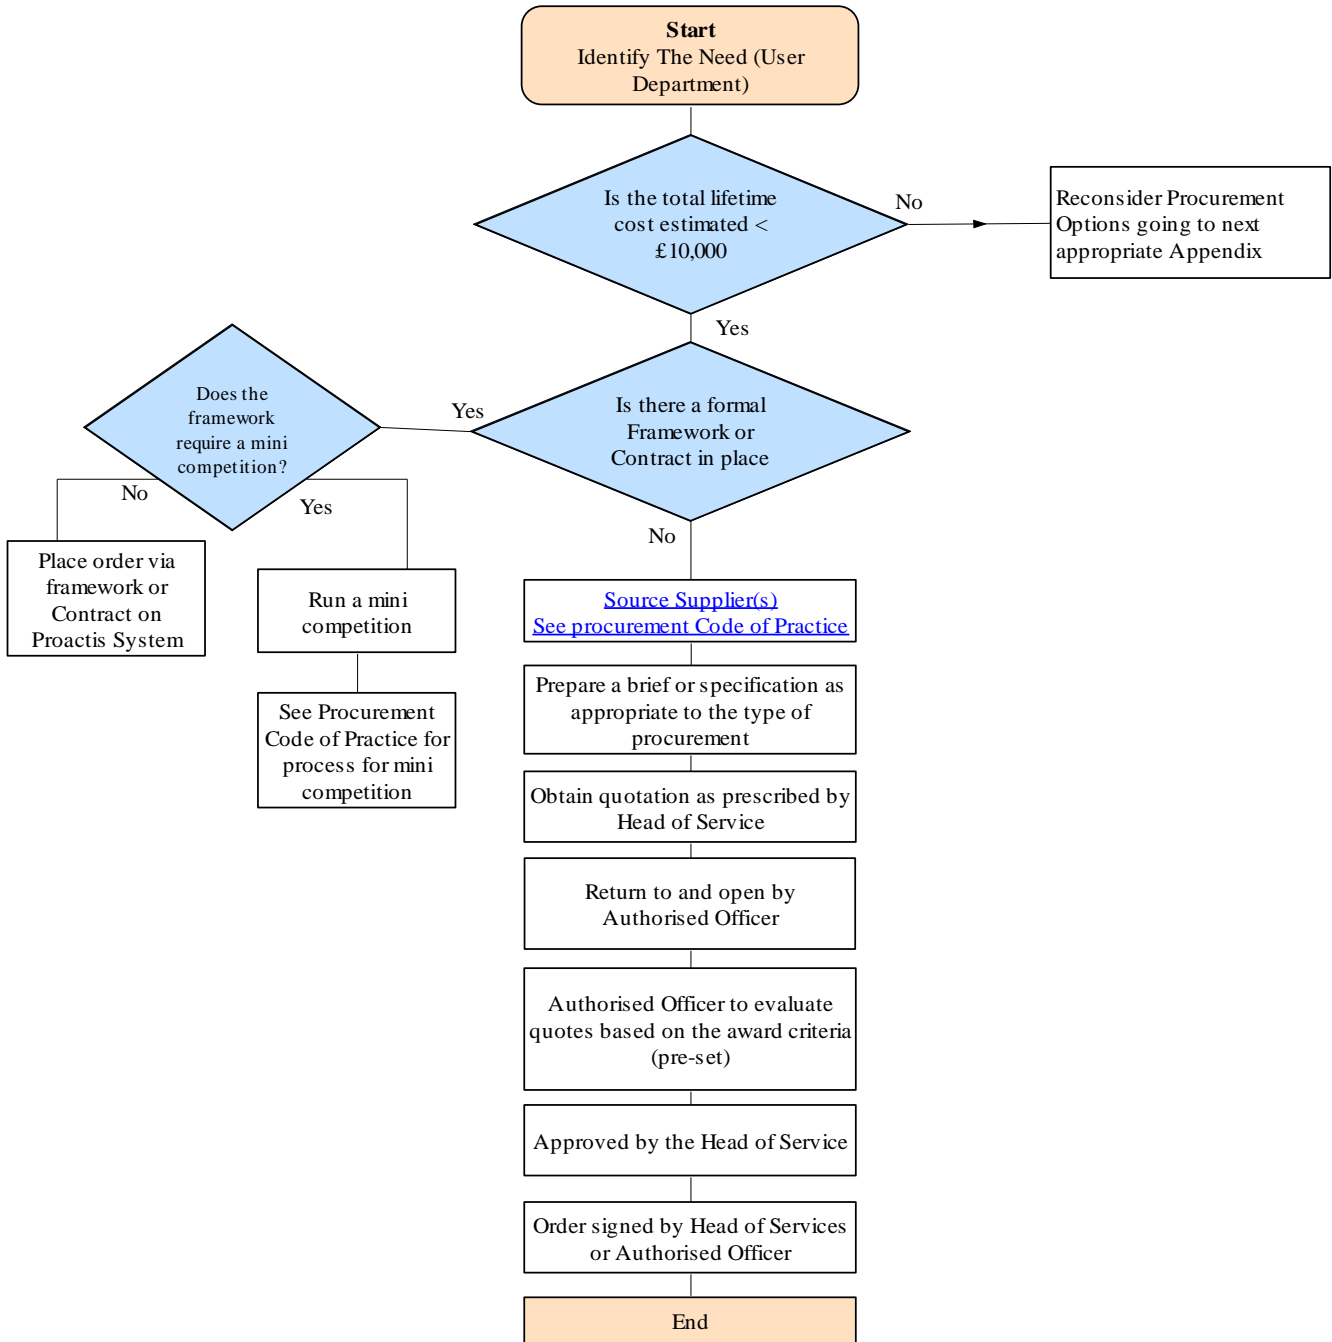 Start
Identify The Need (User
Department)
Is the total lifetime
cost estimated <
£10,000
No
Reconsider Procurement
Options going to next
appropriate Appendix
Yes
Is there a formal
Framework or
Contract in place
Yes
Does the
framework
require a mini
competition?
No
Yes
Place order via
framework or
Contract on
Proactis System
Run a mini
competition
See Procurement
Code of Practice for
process for mini
competition
No
Source Supplier(s)
See procurement Code of Practice
Prepare a brief or specification as
appropriate to the type of
procurement
Obtain quotation as prescribed by
Head of Service
Return to and open by
Authorised Officer
Authorised Officer to evaluate
quotes based on the award criteria
(pre-set)
Approved by the Head of Service
Order signed by Head of Services
or Authorised Officer
End